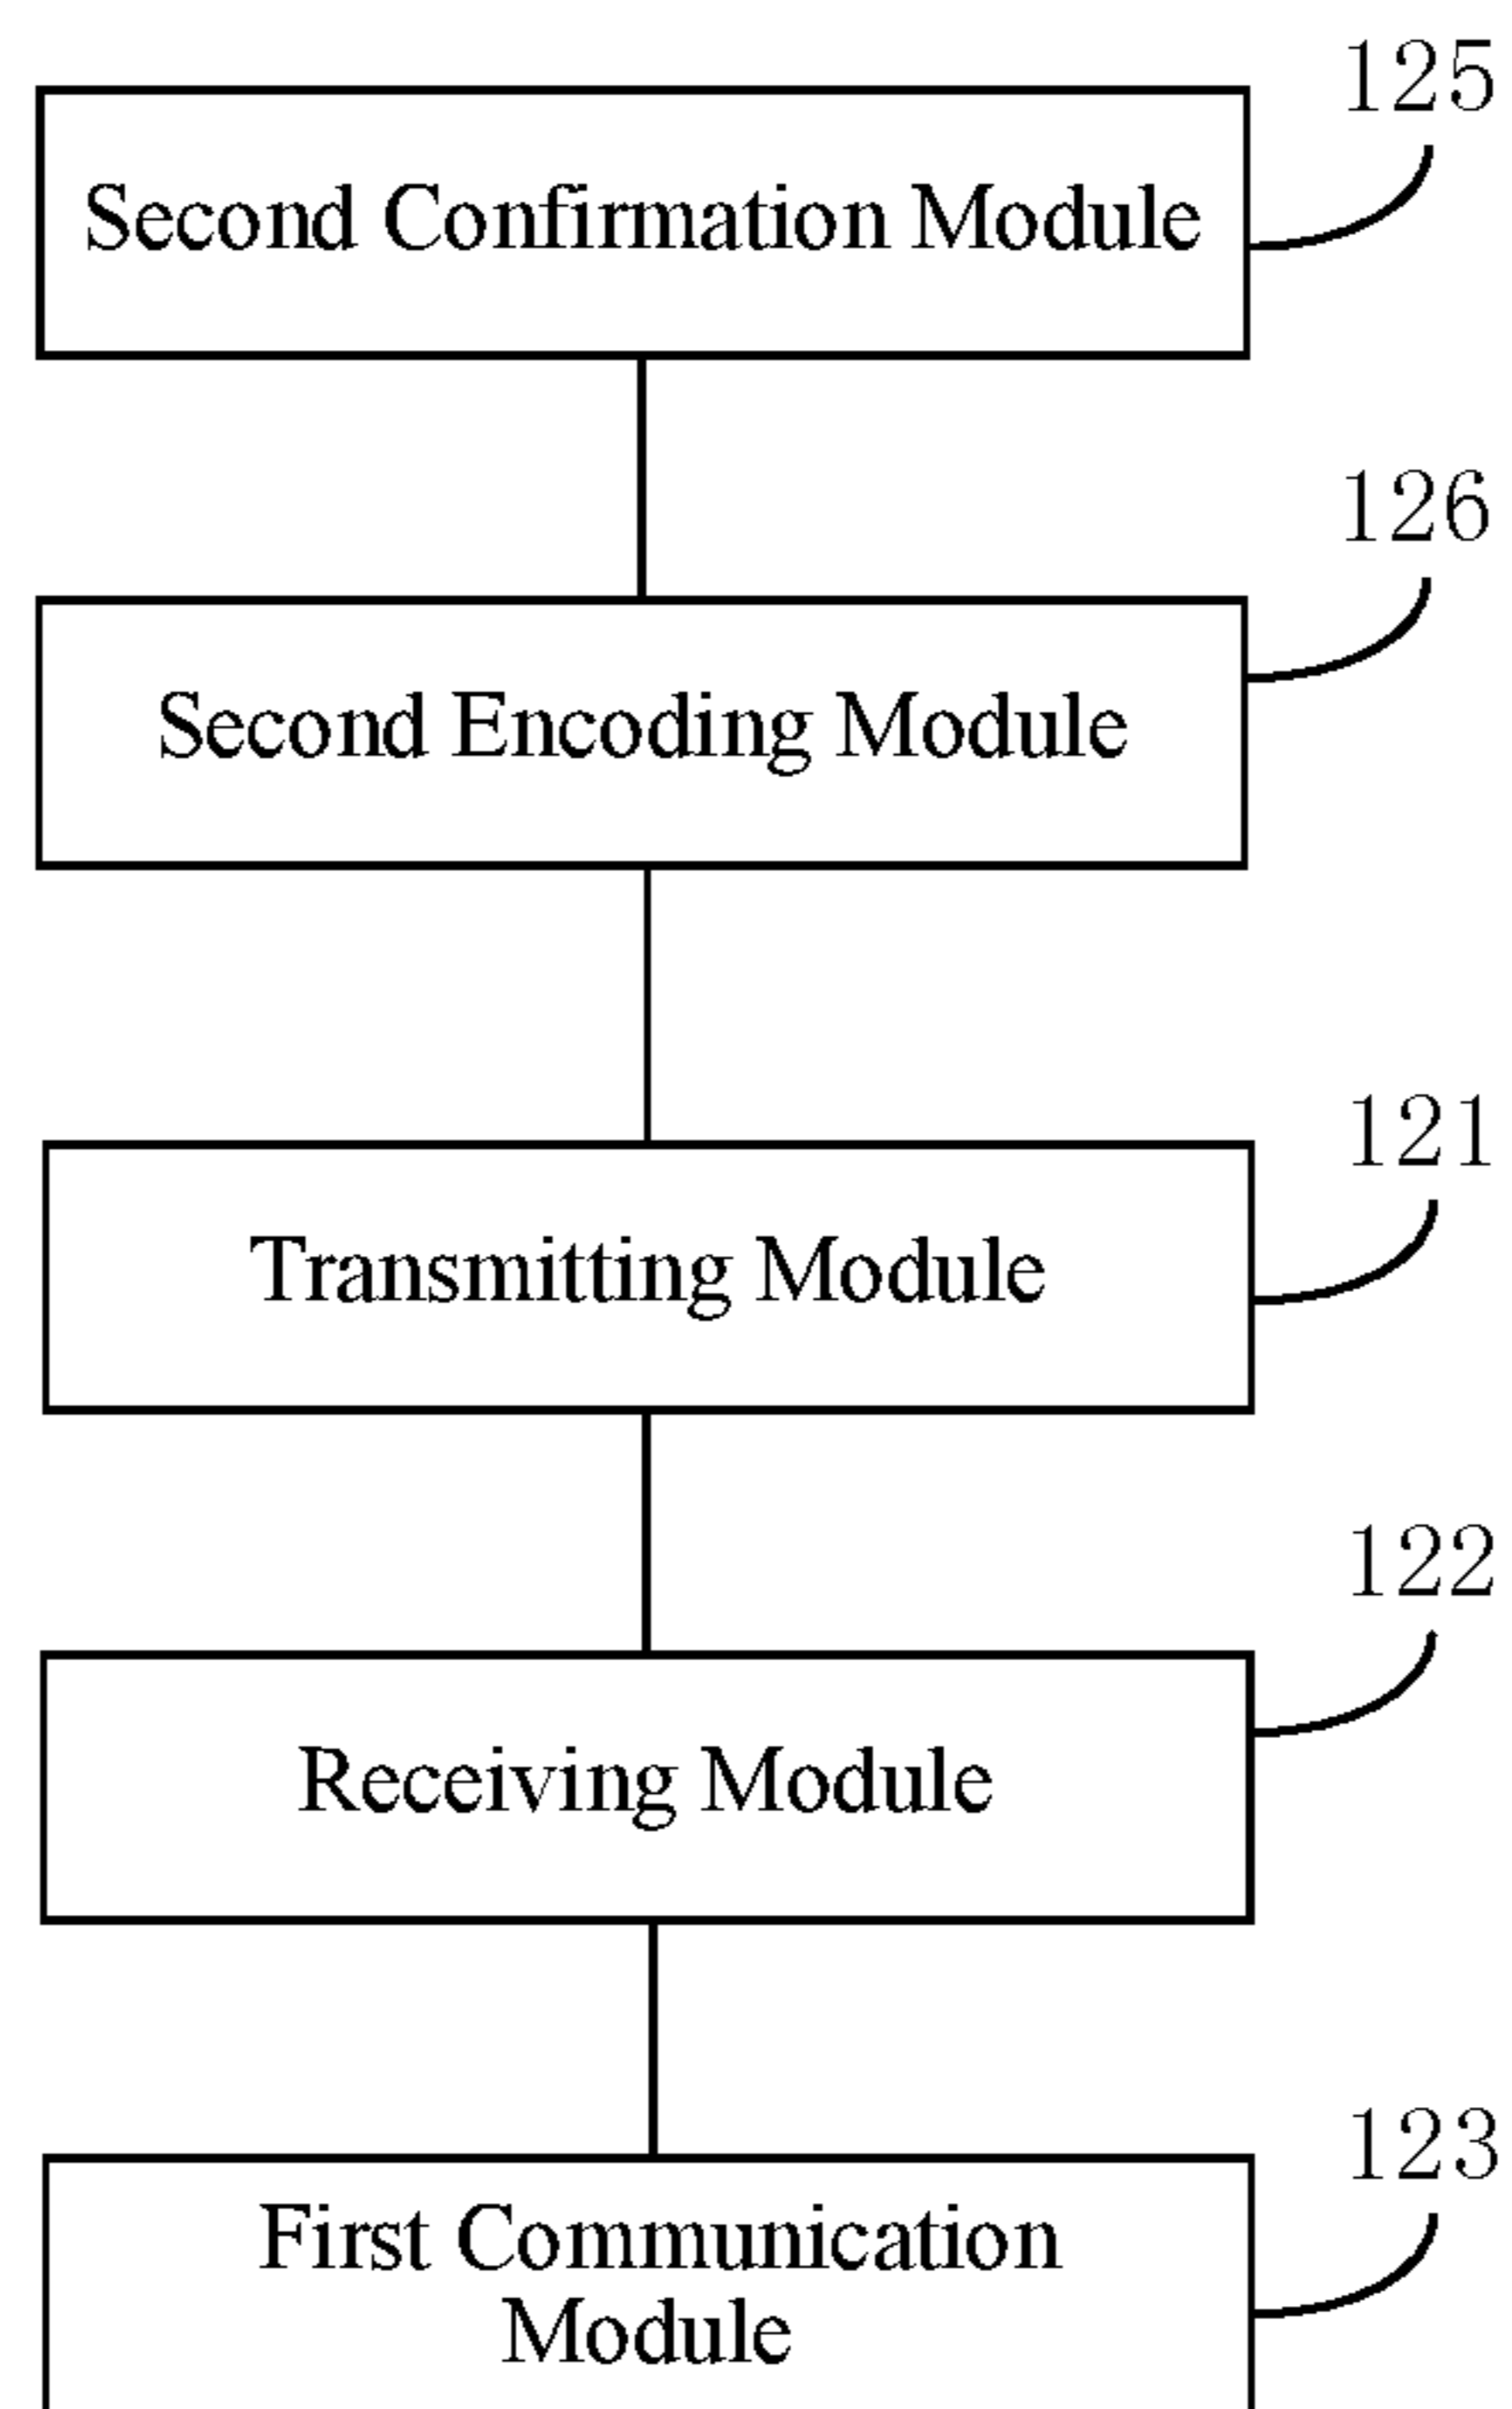 125
Second Confirmation Module
126
Second Encoding Module
121
Transmitting Module
122
Receiving Module
123
First Communication
Module